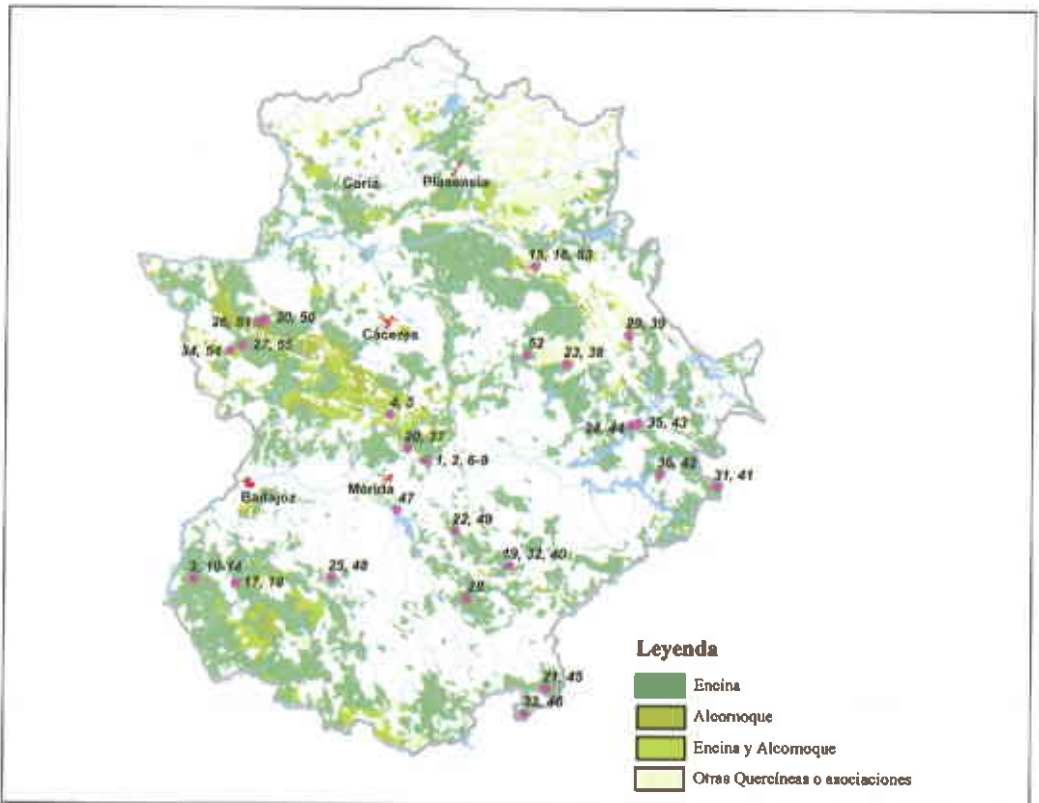 Coria
Plasencia
15, 16, 53
Cáceres
26, 51
30, 50
27, 55
34, 54
29, 39
52
23, 38
4, 5
20, 37
1, 2, 6-9
24, 44
35, 43
36, 42
31, 41
Badajoz
Mérida
47
22, 49
19, 32, 40
3, 10-14
17, 18
25, 48
28
21, 45
33, 46
Leyenda
Encina
Alcornoque
Encina y Alcornoque
Otras Quercíneas o asociaciones